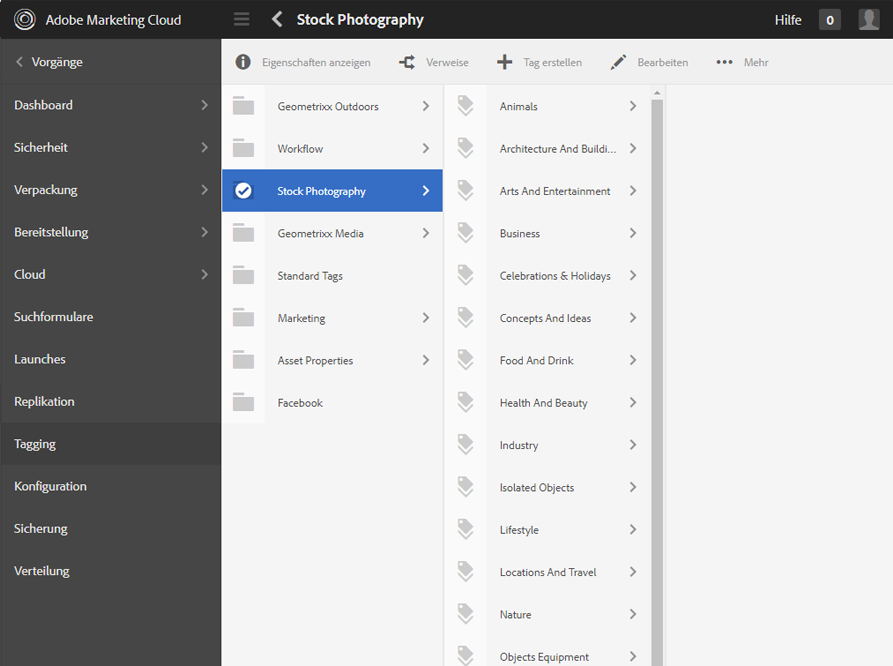 Adobe Marketing Cloud
Stock Photography
Hilfe
0
Vorgänge
Eigenschaften anzeigen
Verweise
Tag erstellen
Bearbeiten
Mehr
Dashboard
Sicherheit
Verpackung
Bereitstellung
Cloud
Suchformulare
Launches
Replikation
Tagging
Konfiguration
Sicherung
Verteilung
Geometrixx Outdoors
Workflow
Stock Photography
Geometrixx Media
Standard Tags
Marketing
Asset Properties
Facebook
Animals
Architecture And Buildi...
Arts And Entertainment
Business
Celebrations & Holidays
Concepts And Ideas
Food And Drink
Health And Beauty
Industry
Isolated Objects
Lifestyle
Locations And Travel
Nature
Objects Equipment